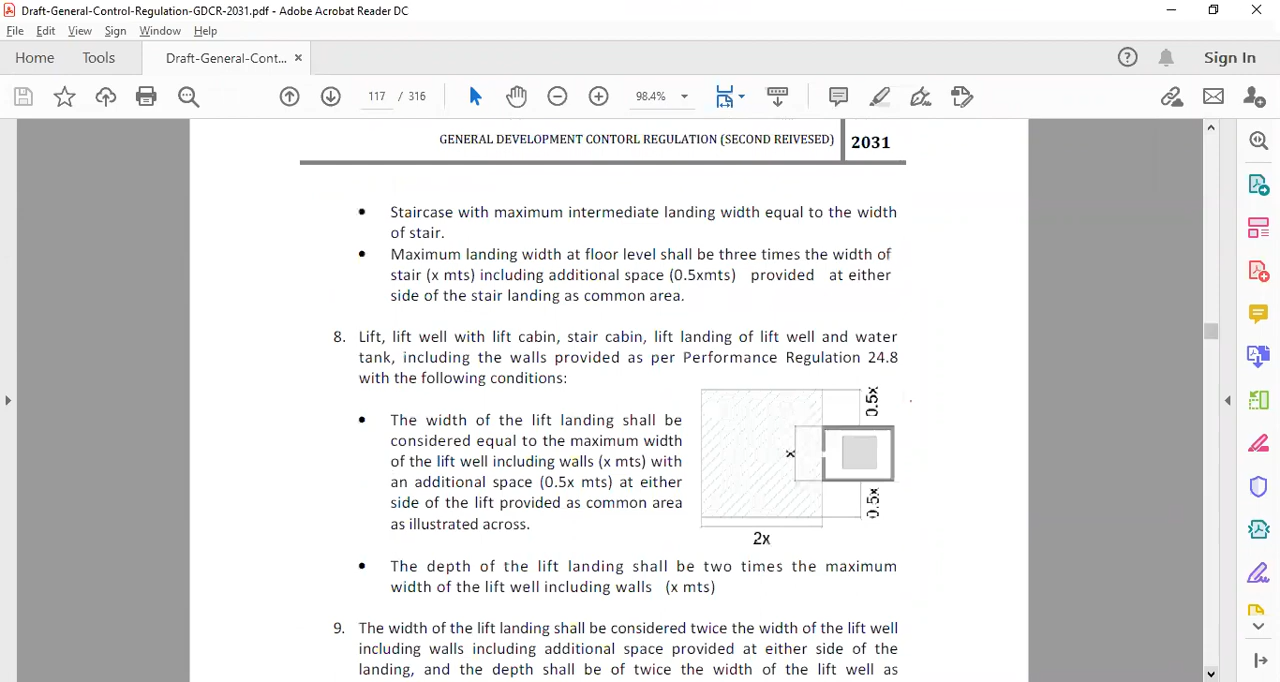 Draft-General-Control-Regulation-GDCR-2031.pdf - Adobe Acrobat Reader DC
File Edit View Sign Window Help
Home Tools Draft-General-Cont... × Sign In
117 / 316 98.4%
GENERAL DEVELOPMENT CONTORL REGULATION (SECOND REIVESED) 2031
• Staircase with maximum intermediate landing width equal to the width
of stair.
• Maximum landing width at floor level shall be three times the width of
stair (x mts) including additional space (0.5xmts) provided at either
side of the stair landing as common area.
8. Lift, lift well with lift cabin, stair cabin, lift landing of lift well and water
tank, including the walls provided as per Performance Regulation 24.8
with the following conditions:
• The width of the lift landing shall be
considered equal to the maximum width
of the lift well including walls (x mts) with
an additional space (0.5x mts) at either
side of the lift provided as common area
as illustrated across.
0.5x
x
0.5x
2x
• The depth of the lift landing shall be two times the maximum
width of the lift well including walls (x mts)
9. The width of the lift landing shall be considered twice the width of the lift well
including walls including additional space provided at either side of the
landing, and the depth shall be of twice the width of the lift well as